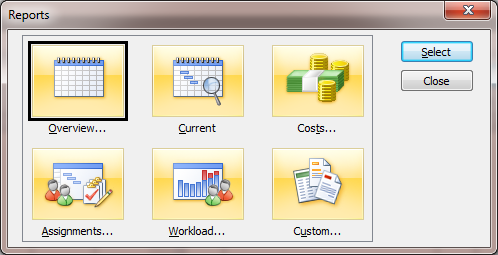 Reports
Select
Close
Overview...
Current
Costs...
Assignments...
Workload...
Custom...